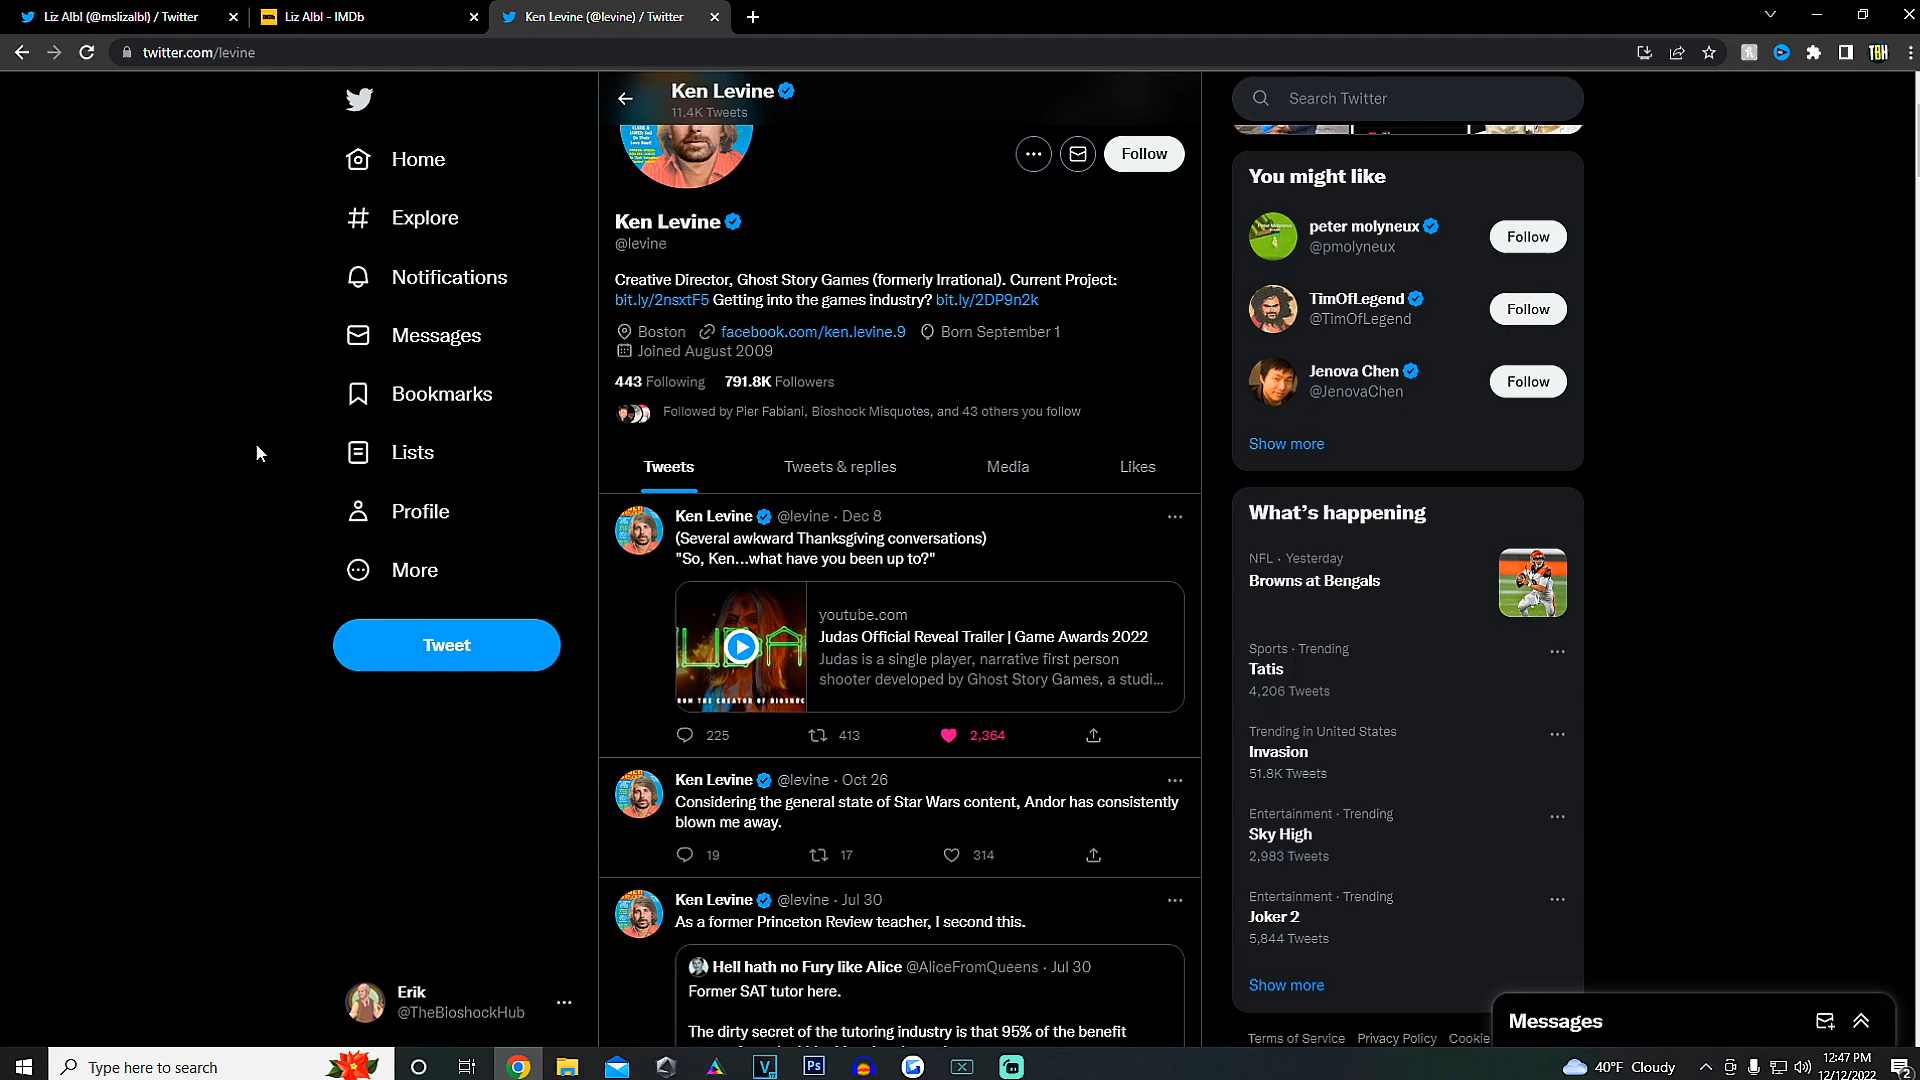 Liz Albl (@mslizalbl) / Twitter
Liz Albl - IMDb
Ken Levine (@levine) / Twitter
twitter.com/levine
TBH
Home
Explore
Notifications
Messages
Bookmarks
Lists
Profile
More
Tweet
Erik
@TheBioshockHub
Ken Levine
11.4K Tweets
Follow
Ken Levine
@levine
Creative Director, Ghost Story Games (formerly Irrational). Current Project:
bit.ly/2nsxtF5 Getting into the games industry? bit.ly/2DP9n2k
Boston facebook.com/ken.levine.9 Born September 1
Joined August 2009
443 Following 791.8K Followers
Followed by Pier Fabiani, Bioshock Misquotes, and 43 others you follow
Tweets Tweets & replies Media Likes
Ken Levine @levine · Dec 8
(Several awkward Thanksgiving conversations)
"So, Ken...what have you been up to?"
youtube.com
Judas Official Reveal Trailer | Game Awards 2022
Judas is a single player, narrative first person
shooter developed by Ghost Story Games, a studi...
ROM THE CREATOR OF BIOSHOC
225 413 2,364
Ken Levine @levine · Oct 26
Considering the general state of Star Wars content, Andor has consistently
blown me away.
19 17 314
Ken Levine @levine · Jul 30
As a former Princeton Review teacher, I second this.
Hell hath no Fury like Alice @AliceFromQueens · Jul 30
Former SAT tutor here.
The dirty secret of the tutoring industry is that 95% of the benefit
Search Twitter
You might like
peter molyneux
@pmolyneux
Follow
TimOfLegend
@TimOfLegend
Follow
Jenova Chen
@JenovaChen
Follow
Show more
What's happening
NFL · Yesterday
Browns at Bengals
Sports · Trending
Tatis
4,206 Tweets
Trending in United States
Invasion
51.8K Tweets
Entertainment · Trending
Sky High
2,983 Tweets
Entertainment · Trending
Joker 2
5,844 Tweets
Show more
Terms of Service Privacy Policy Cookie
Messages
Type here to search
Ps
40°F Cloudy
12:47 PM
12/12/2022
2